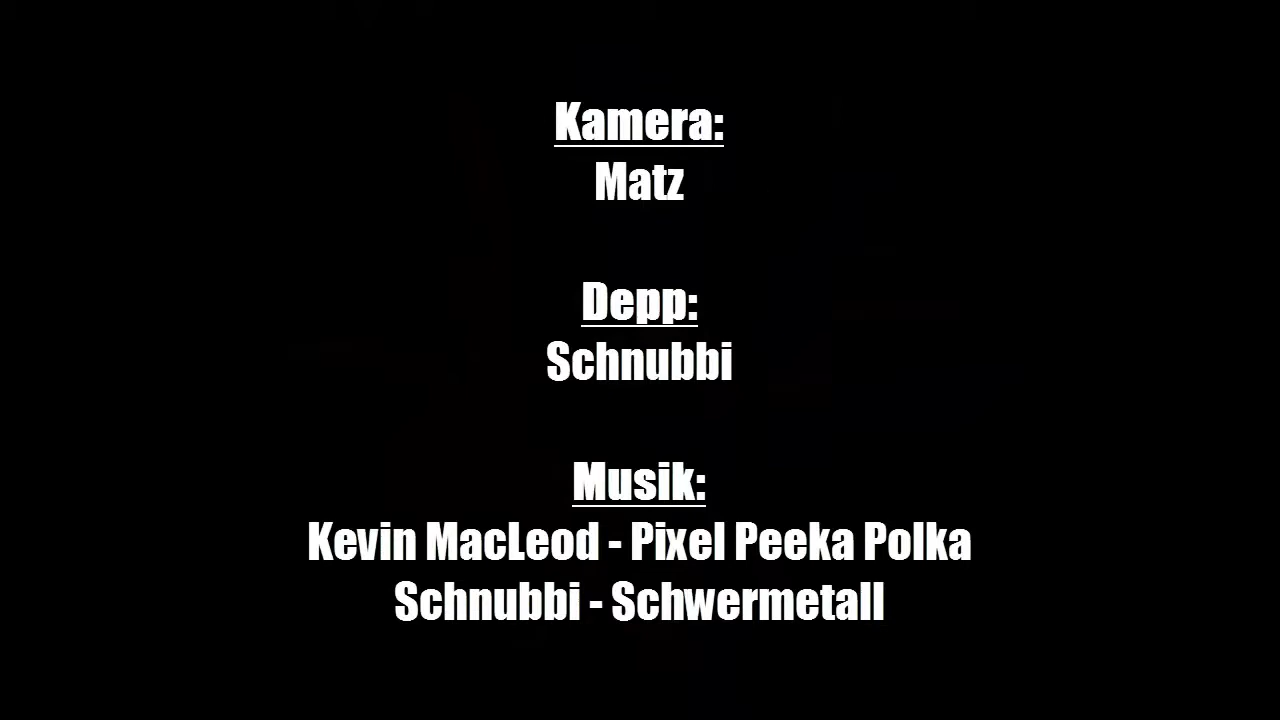 Kamera:
Matz
Depp:
Schnubbi
Musik:
Kevin MacLeod - Pixel Peeka Polka
Schnubbi - Schwermetall